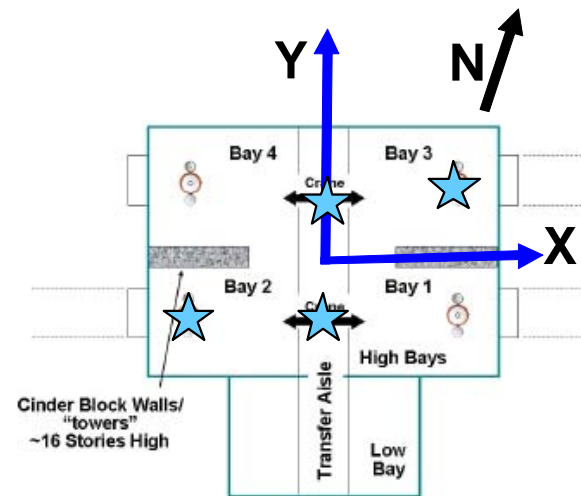 Y
N
Bay 4
Bay 3
Crane
X
Bay 2
Bay 1
Crane
High Bays
Cinder Block Walls/
"towers"
~16 Stories High
Transfer Aisle
Low
Bay